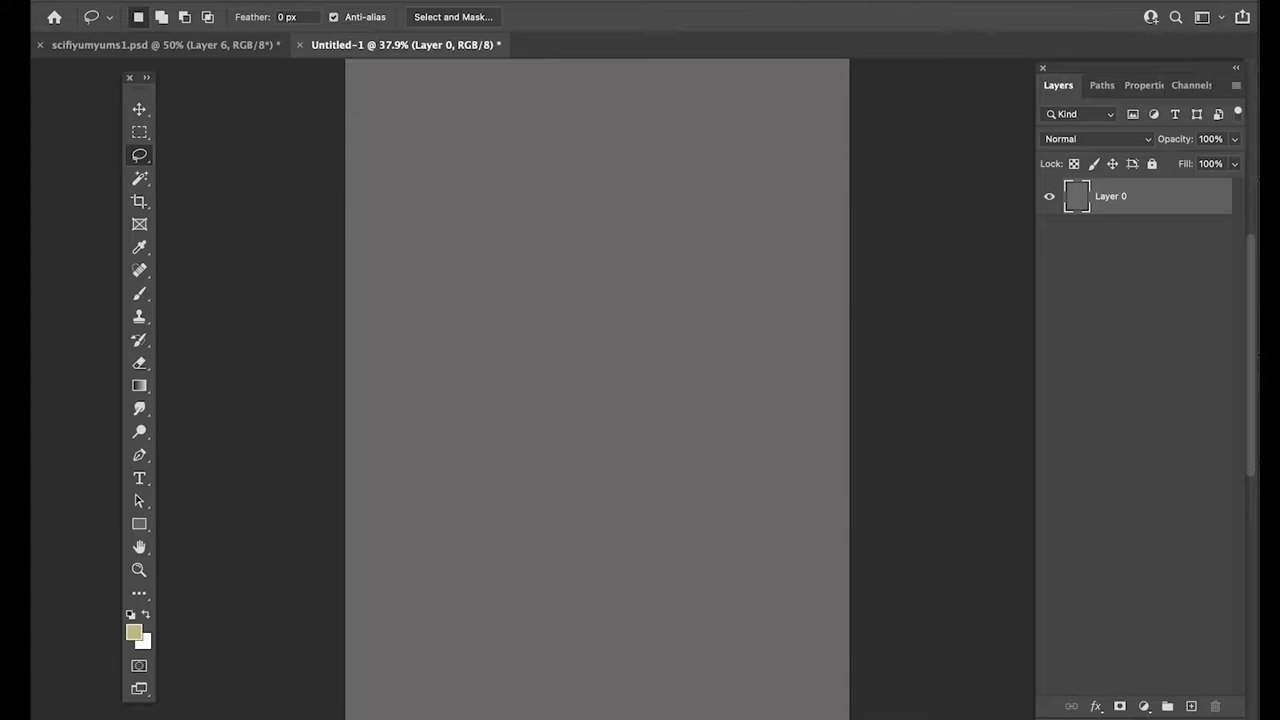 Feather: 0 px Anti-alias Select and Mask...
scifiyumyums1.psd @ 50% (Layer 6, RGB/8*) * Untitled-1 @ 37.9% (Layer 0, RGB/8) *
Layers Paths Properti Channels
Kind
Normal Opacity: 100%
Lock: Fill: 100%
Layer 0
fx